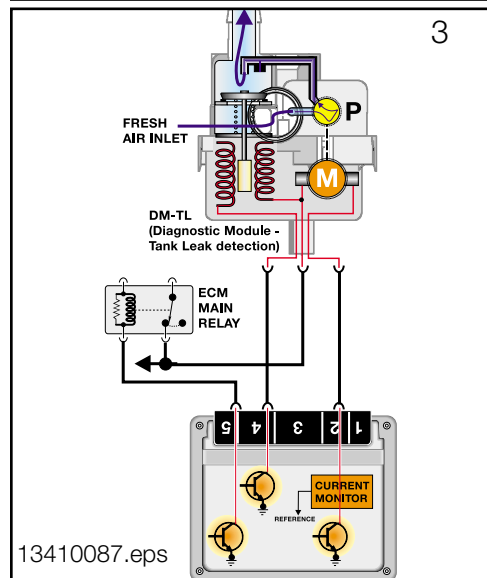 3
FRESH
AIR INLET
P
M
DM-TL
(Diagnostic Module -
Tank Leak detection)
ECM
MAIN
RELAY
5 4 3 2 1
CURRENT
MONITOR
REFERENCE
13410087.eps